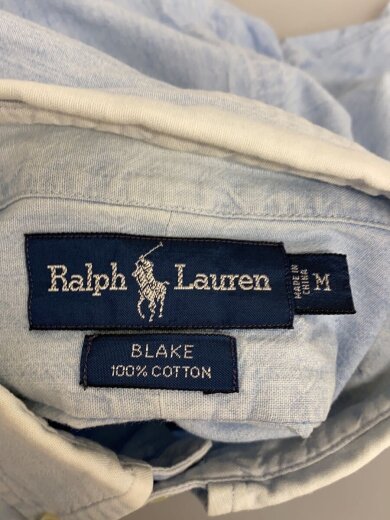 Ralph Lauren
MADE IN
CHINA
M
BLAKE
100% COTTON